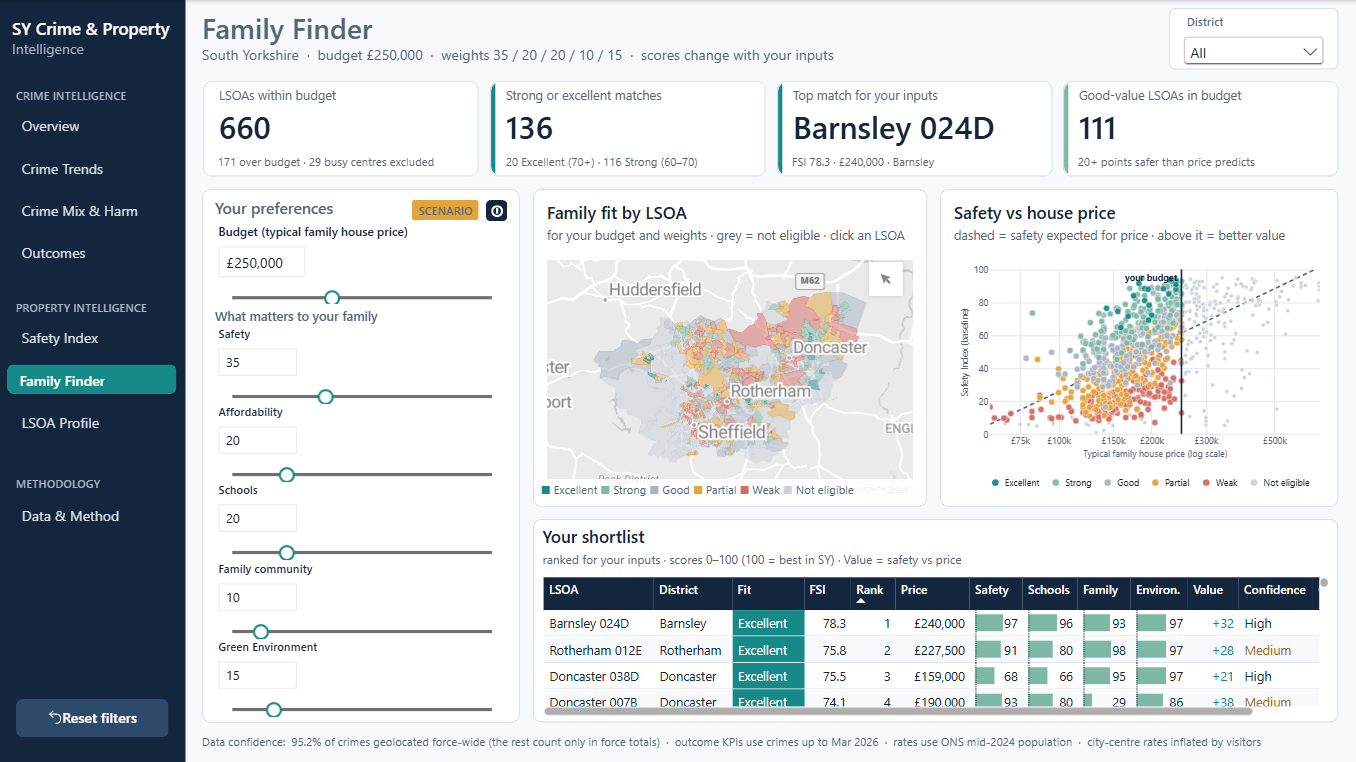 SY Crime & Property
Intelligence
CRIME INTELLIGENCE
Overview
Crime Trends
Crime Mix & Harm
Outcomes
PROPERTY INTELLIGENCE
Safety Index
Family Finder
LSOA Profile
METHODOLOGY
Data & Method
Reset filters
Family Finder
South Yorkshire · budget £250,000 · weights 35 / 20 / 20 / 10 / 15 · scores change with your inputs
District
All
LSOAs within budget
660
171 over budget · 29 busy centres excluded
Strong or excellent matches
136
20 Excellent (70+) · 116 Strong (60–70)
Top match for your inputs
Barnsley 024D
FSI 78.3 · £240,000 · Barnsley
Good-value LSOAs in budget
111
20+ points safer than price predicts
Your preferences
SCENARIO
Budget (typical family house price)
£250,000
What matters to your family
Safety
35
Affordability
20
Schools
20
Family community
10
Green Environment
15
Family fit by LSOA
for your budget and weights · grey = not eligible · click an LSOA
M62
Huddersfield
Doncaster
ster
Rotherham
port
Sheffield
ENGL
Peak District
Excellent Strong Good Partial Weak Not eligible
Safety vs house price
dashed = safety expected for price · above it = better value
your budget
Safety Index (baseline)
100
80
60
40
20
0
£75k £100k £150k £200k £300k £500k
Typical family house price (log scale)
Excellent Strong Good Partial Weak Not eligible
Your shortlist
ranked for your inputs · scores 0–100 (100 = best in SY) · Value = safety vs price
LSOA District Fit FSI Rank Price Safety Schools Family Environ. Value Confidence
Barnsley 024D Barnsley Excellent 78.3 1 £240,000 97 96 93 97 +32 High
Rotherham 012E Rotherham Excellent 75.8 2 £227,500 91 80 98 97 +28 Medium
Doncaster 038D Doncaster Excellent 75.5 3 £159,000 68 66 95 97 +21 High
Doncaster 007B Doncaster Excellent 74.1 4 £190,000 93 80 29 86 +38 Medium
Data confidence: 95.2% of crimes geolocated force-wide (the rest count only in force totals) · outcome KPIs use crimes up to Mar 2026 · rates use ONS mid-2024 population · city-centre rates inflated by visitors